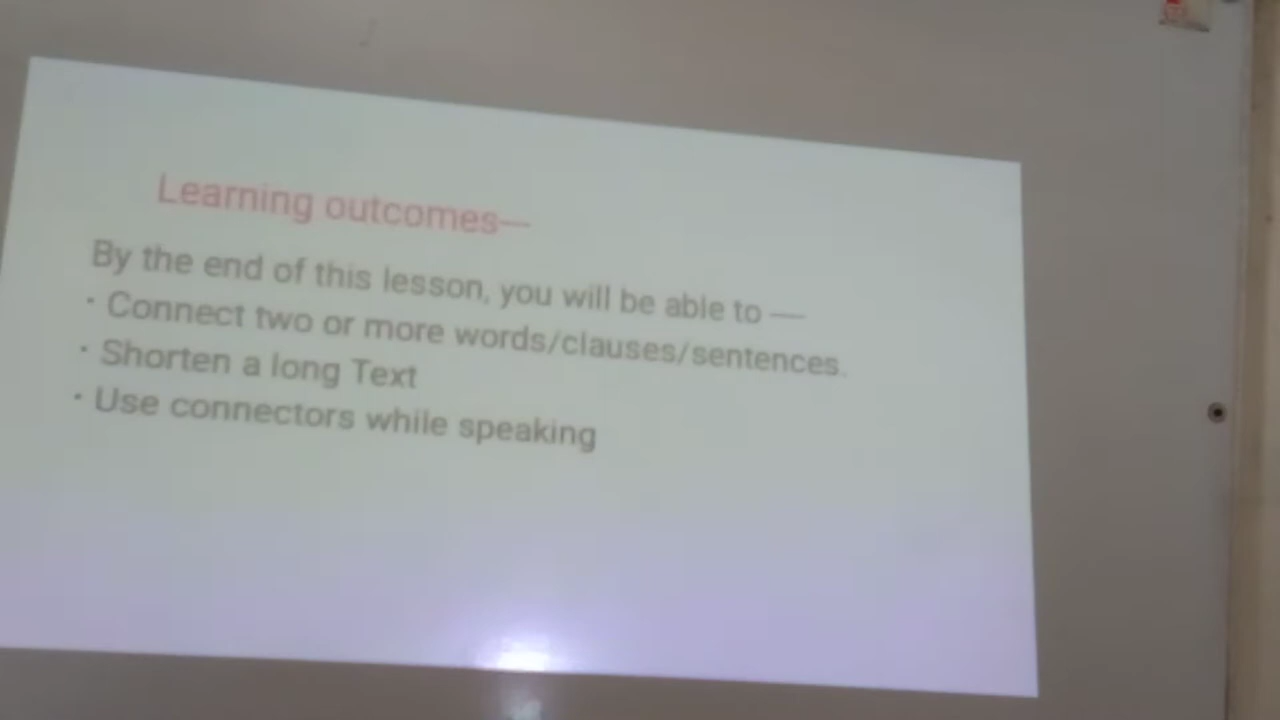 Learning outcomes—
By the end of this lesson, you will be able to —
· Connect two or more words/clauses/sentences.
· Shorten a long Text
· Use connectors while speaking